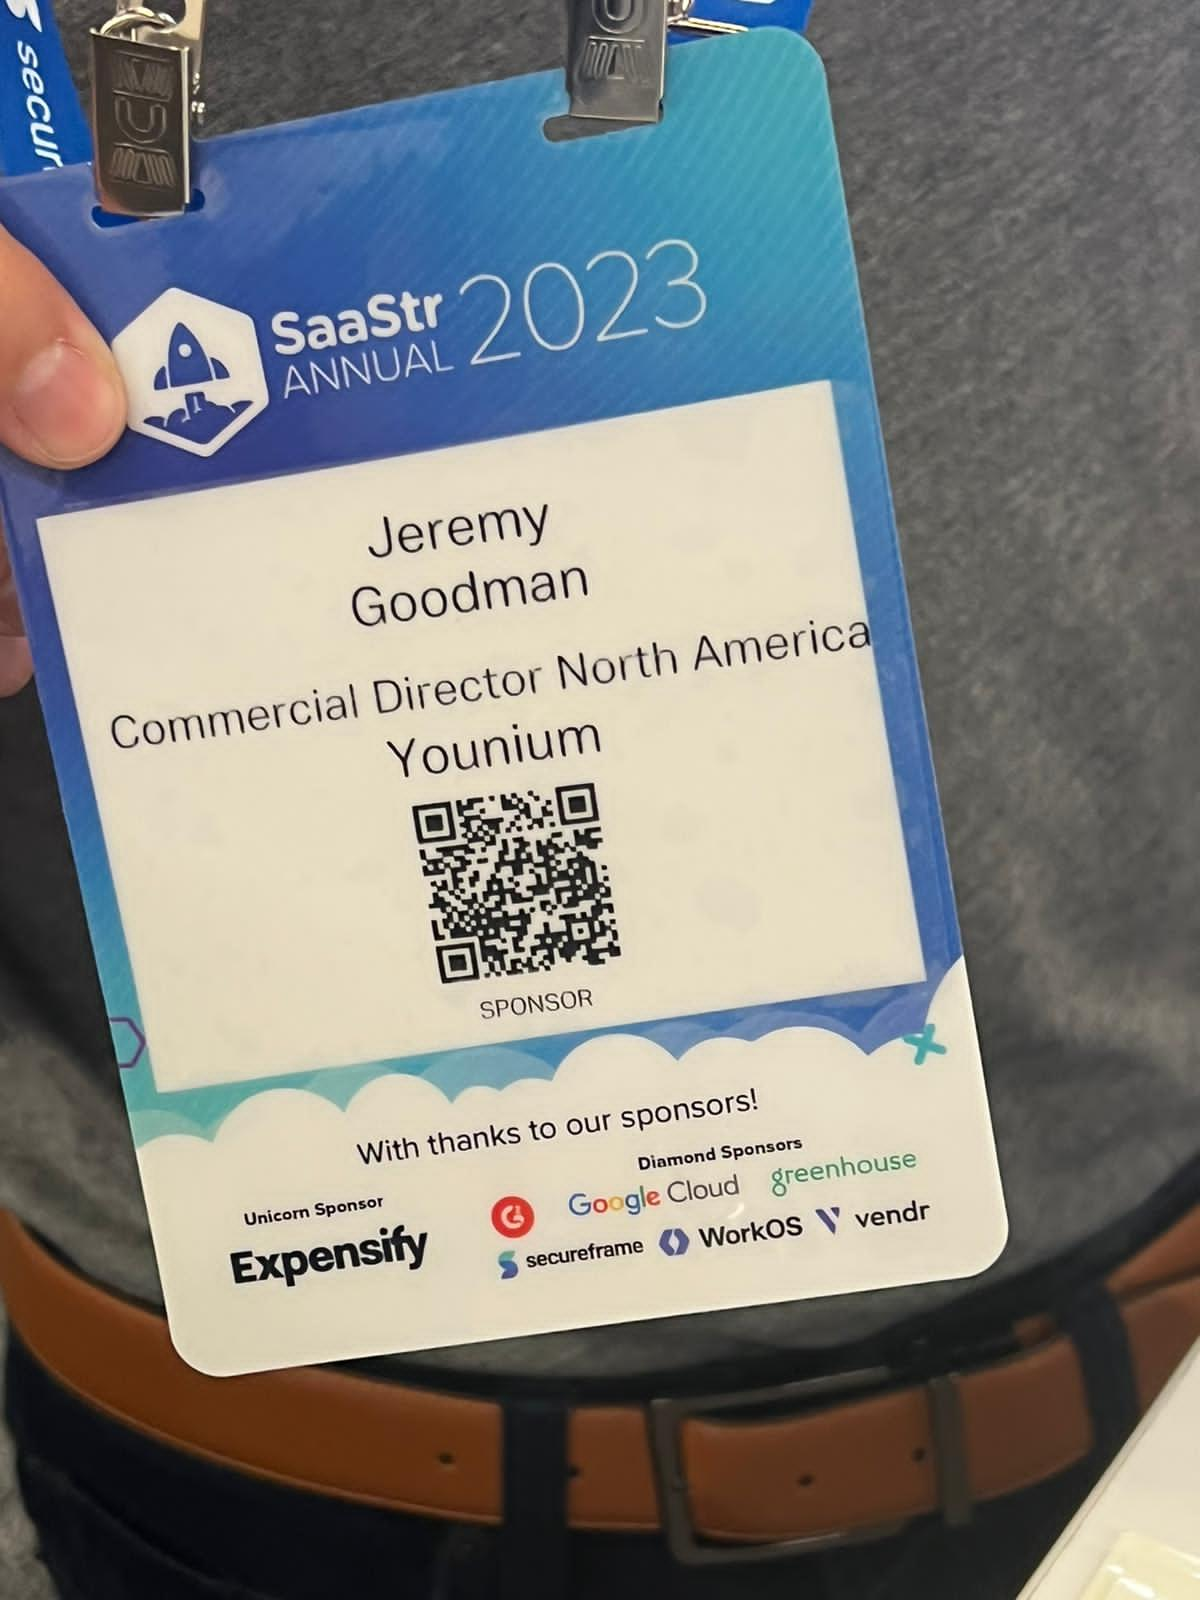 secur
SaaStr
ANNUAL 2023
Jeremy
Goodman
Commercial Director North America
Younium
SPONSOR
With thanks to our sponsors!
Unicorn Sponsor
Expensify
Diamond Sponsors
Google Cloud
greenhouse
secureframe
WorkOS
vendr